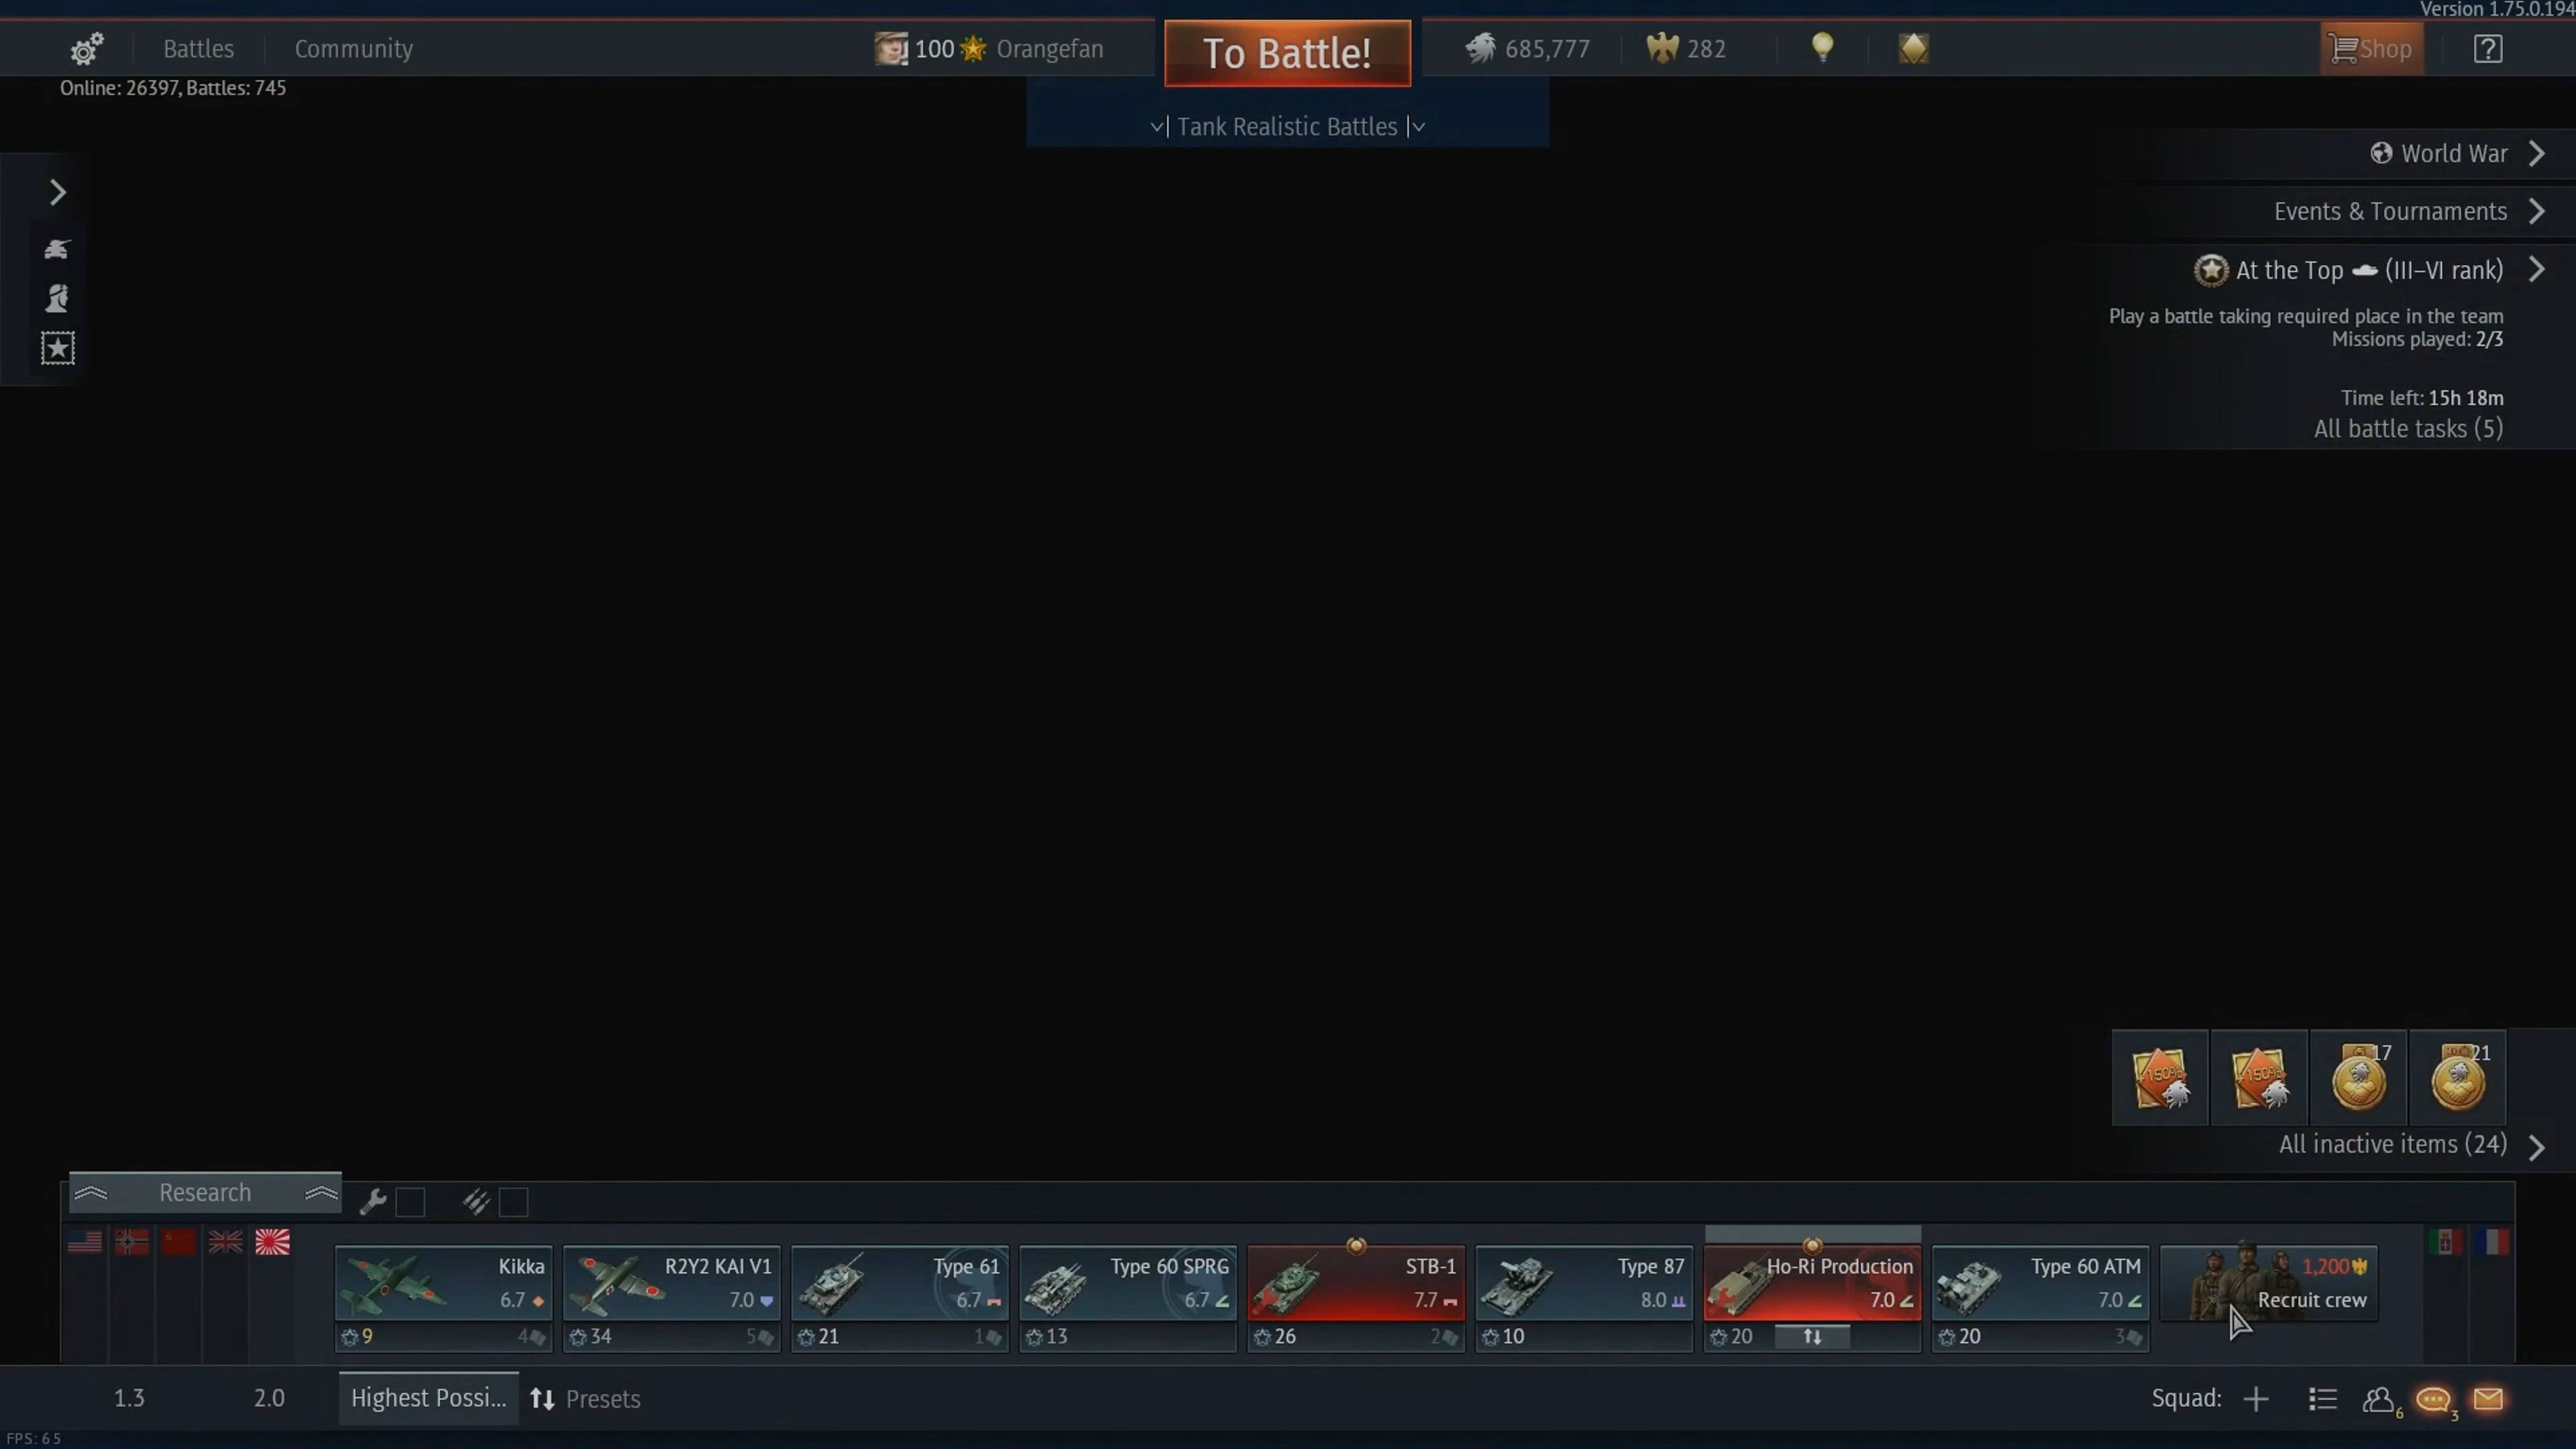 Version 1.75.0.194
Battles
Community
100 Orangefan
To Battle!
685,777
282
Shop
?
Online: 26397, Battles: 745
Tank Realistic Battles
World War
Events & Tournaments
At the Top (III–VI rank)
Play a battle taking required place in the team
Missions played: 2/3
Time left: 15h 18m
All battle tasks (5)
+150%
+150%
17
21
All inactive items (24)
Research
Kikka
6.7
9
4
R2Y2 KAI V1
7.0
34
5
Type 61
6.7
21
1
Type 60 SPRG
6.7
13
STB-1
7.7
26
2
Type 87
8.0
10
Ho-Ri Production
7.0
20
Type 60 ATM
7.0
20
3
1,200
Recruit crew
1.3
2.0
Highest Possi...
Presets
Squad:
6
3
FPS: 65